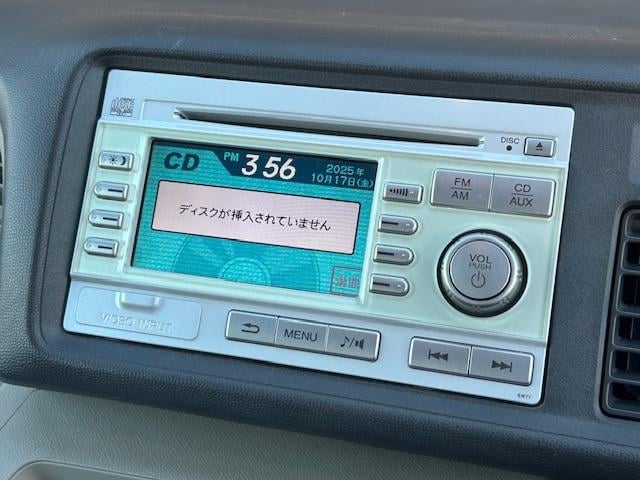 DISC
CD
PM 3:56
2025年
10月17日(金)
ディスクが挿入されていません
FM
AM
CD
AUX
VOL
PUSH
VIDEO INPUT
MENU